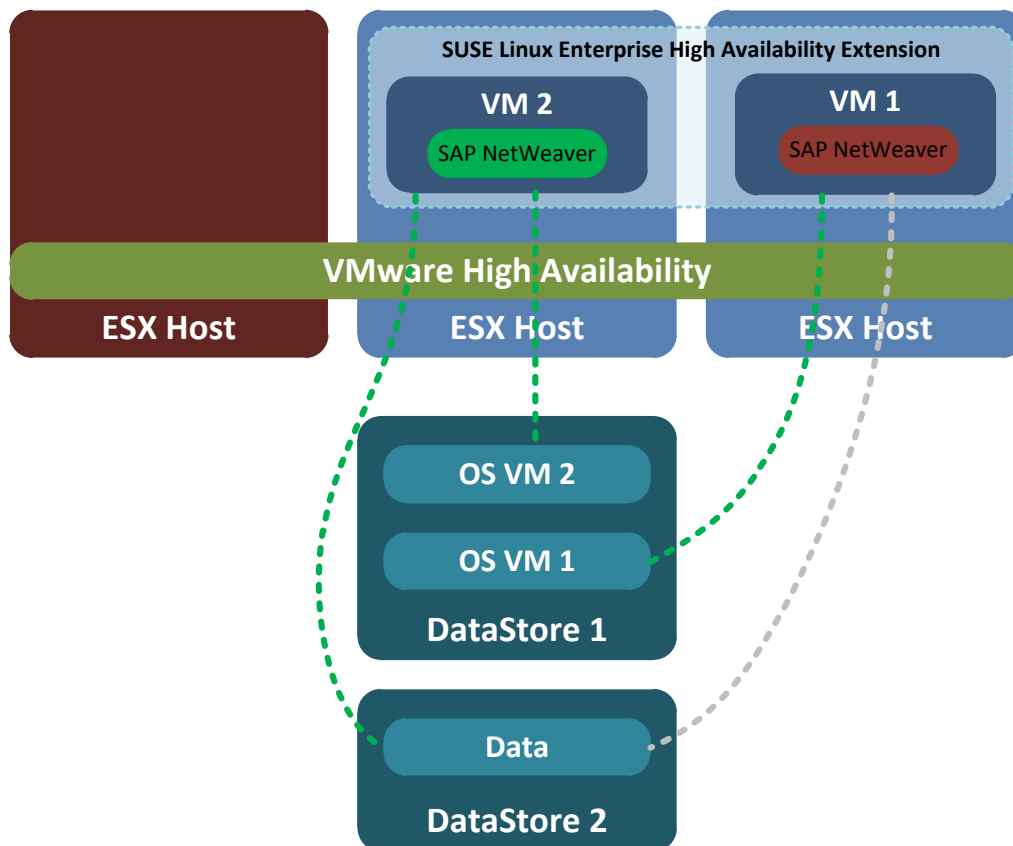 SUSE Linux Enterprise High Availability Extension
VM 2
VM 1
SAP NetWeaver
SAP NetWeaver
VMware High Availability
ESX Host
ESX Host
ESX Host
OS VM 2
OS VM 1
DataStore 1
Data
DataStore 2